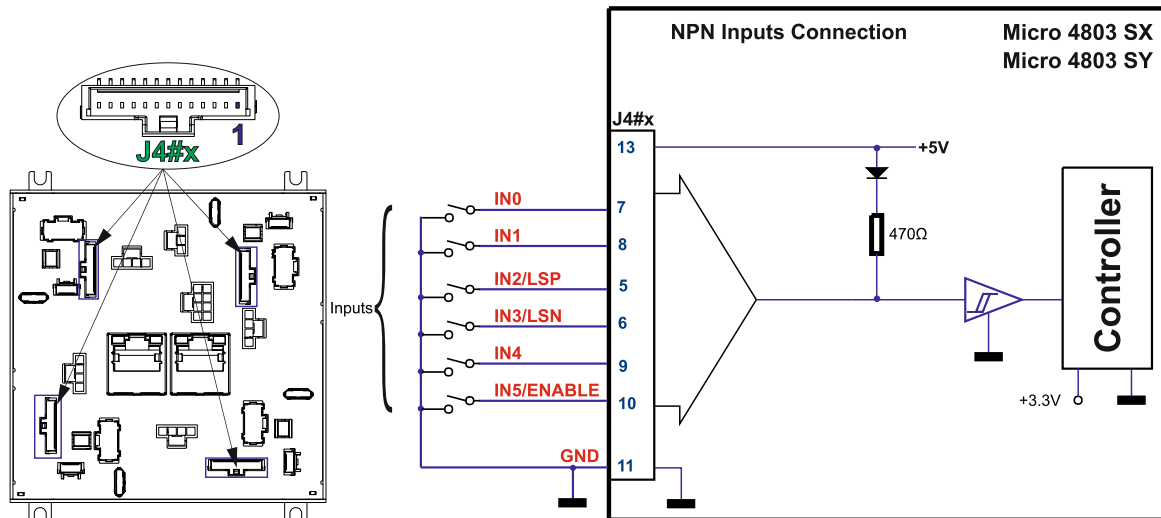 NPN Inputs Connection
Micro 4803 SX
Micro 4803 SY
1
J4#x
J4#x
13
+5V
IN0
7
IN1
8
470Ω
IN2/LSP
5
Inputs
IN3/LSN
6
IN4
9
IN5/ENABLE
10
Controller
+3.3V
GND
11